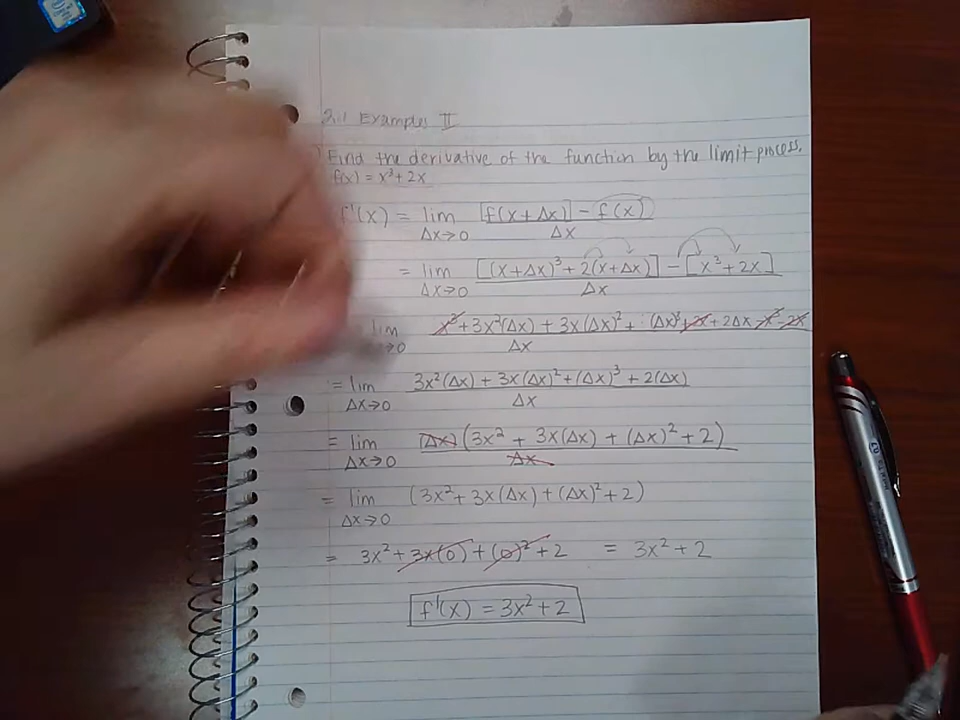 2.1 Examples II
Find the derivative of the function by the limit process.
f(x) = x³ + 2x
f'(x) = lim Δx→0 [f(x+Δx)] - f(x) / Δx
= lim Δx→0 [(x+Δx)³ + 2(x+Δx)] - [x³ + 2x] / Δx
lim →0 x³ + 3x²(Δx) + 3x(Δx)² + (Δx)³ + 2x + 2Δx - x³ - 2x / Δx
= lim Δx→0 3x²(Δx) + 3x(Δx)² + (Δx)³ + 2(Δx) / Δx
= lim Δx→0 (Δx)(3x² + 3x(Δx) + (Δx)² + 2) / Δx
= lim Δx→0 (3x² + 3x(Δx) + (Δx)² + 2)
= 3x² + 3x(0) + (0)² + 2 = 3x² + 2
f'(x) = 3x² + 2